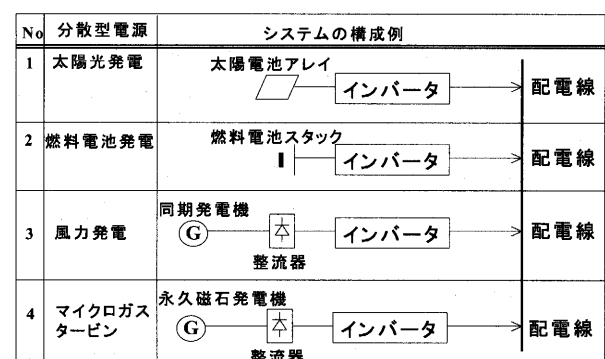 No 分散型電源 システムの構成例
1 太陽光発電 太陽電池アレイ
インバータ 配電線
2 燃料電池発電 燃料電池スタック
インバータ 配電線
3 風力発電 同期発電機
G インバータ 配電線
整流器
4 マイクロガス 永久磁石発電機
タービン G インバータ 配電線
整流器